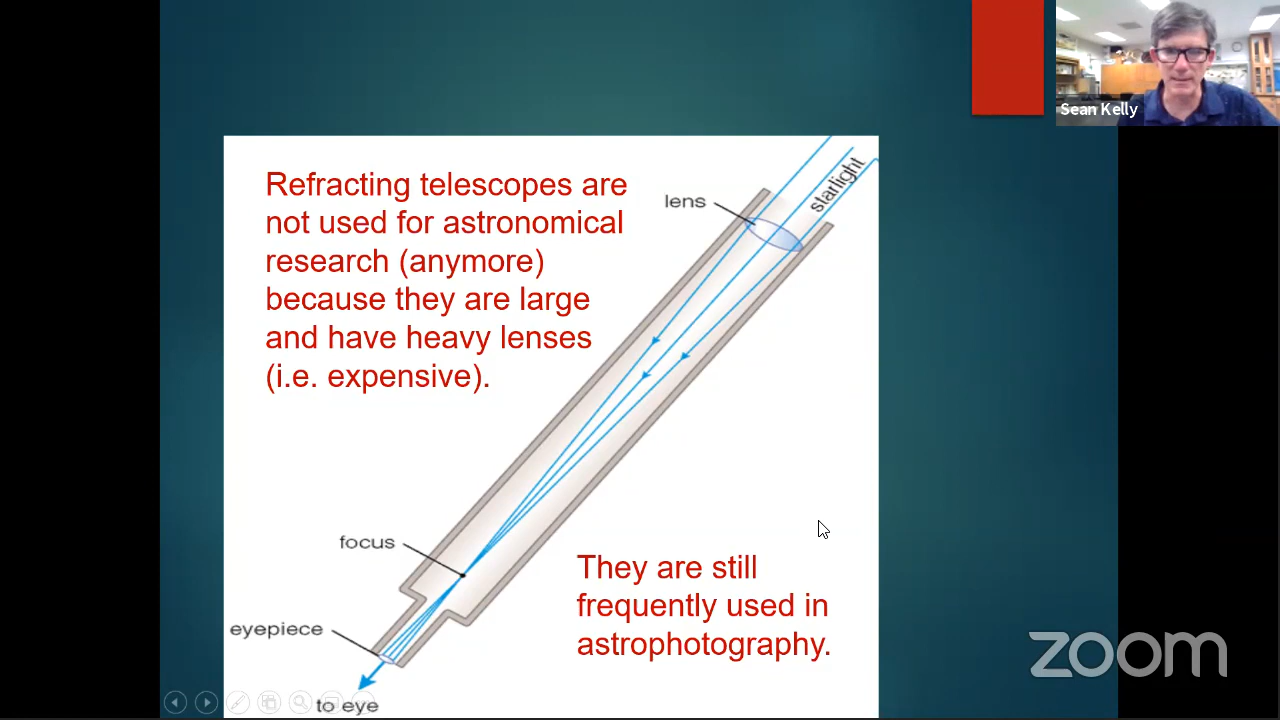 Sean Kelly
Refracting telescopes are
not used for astronomical
research (anymore)
because they are large
and have heavy lenses
(i.e. expensive).
lens
starlight
focus
eyepiece
to eye
They are still
frequently used in
astrophotography.
zoom